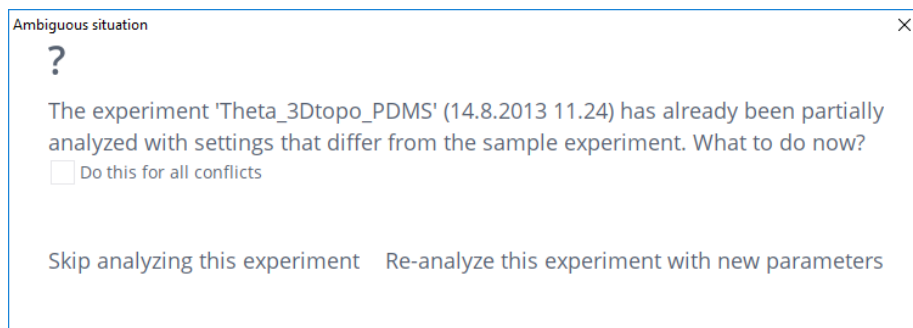 Ambiguous situation
?
The experiment 'Theta_3Dtopo_PDMS' (14.8.2013 11.24) has already been partially
analyzed with settings that differ from the sample experiment. What to do now?
Do this for all conflicts
Skip analyzing this experiment Re-analyze this experiment with new parameters